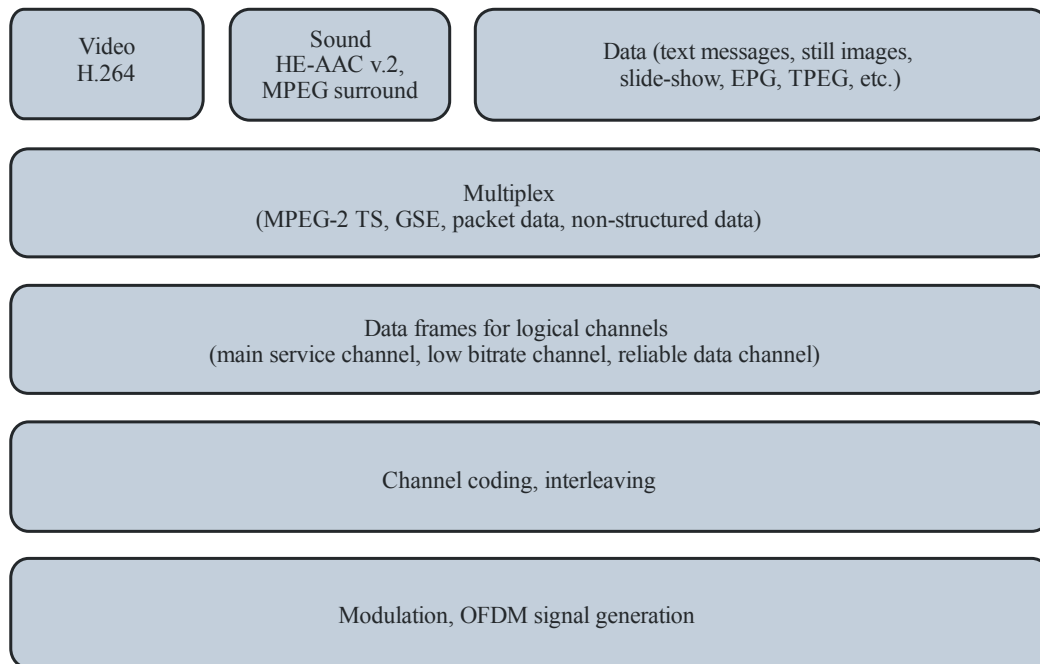 Video
H.264
Sound
HE-AAC v.2,
MPEG surround
Data (text messages, still images,
slide-show, EPG, TPEG, etc.)
Multiplex
(MPEG-2 TS, GSE, packet data, non-structured data)
Data frames for logical channels
(main service channel, low bitrate channel, reliable data channel)
Channel coding, interleaving
Modulation, OFDM signal generation